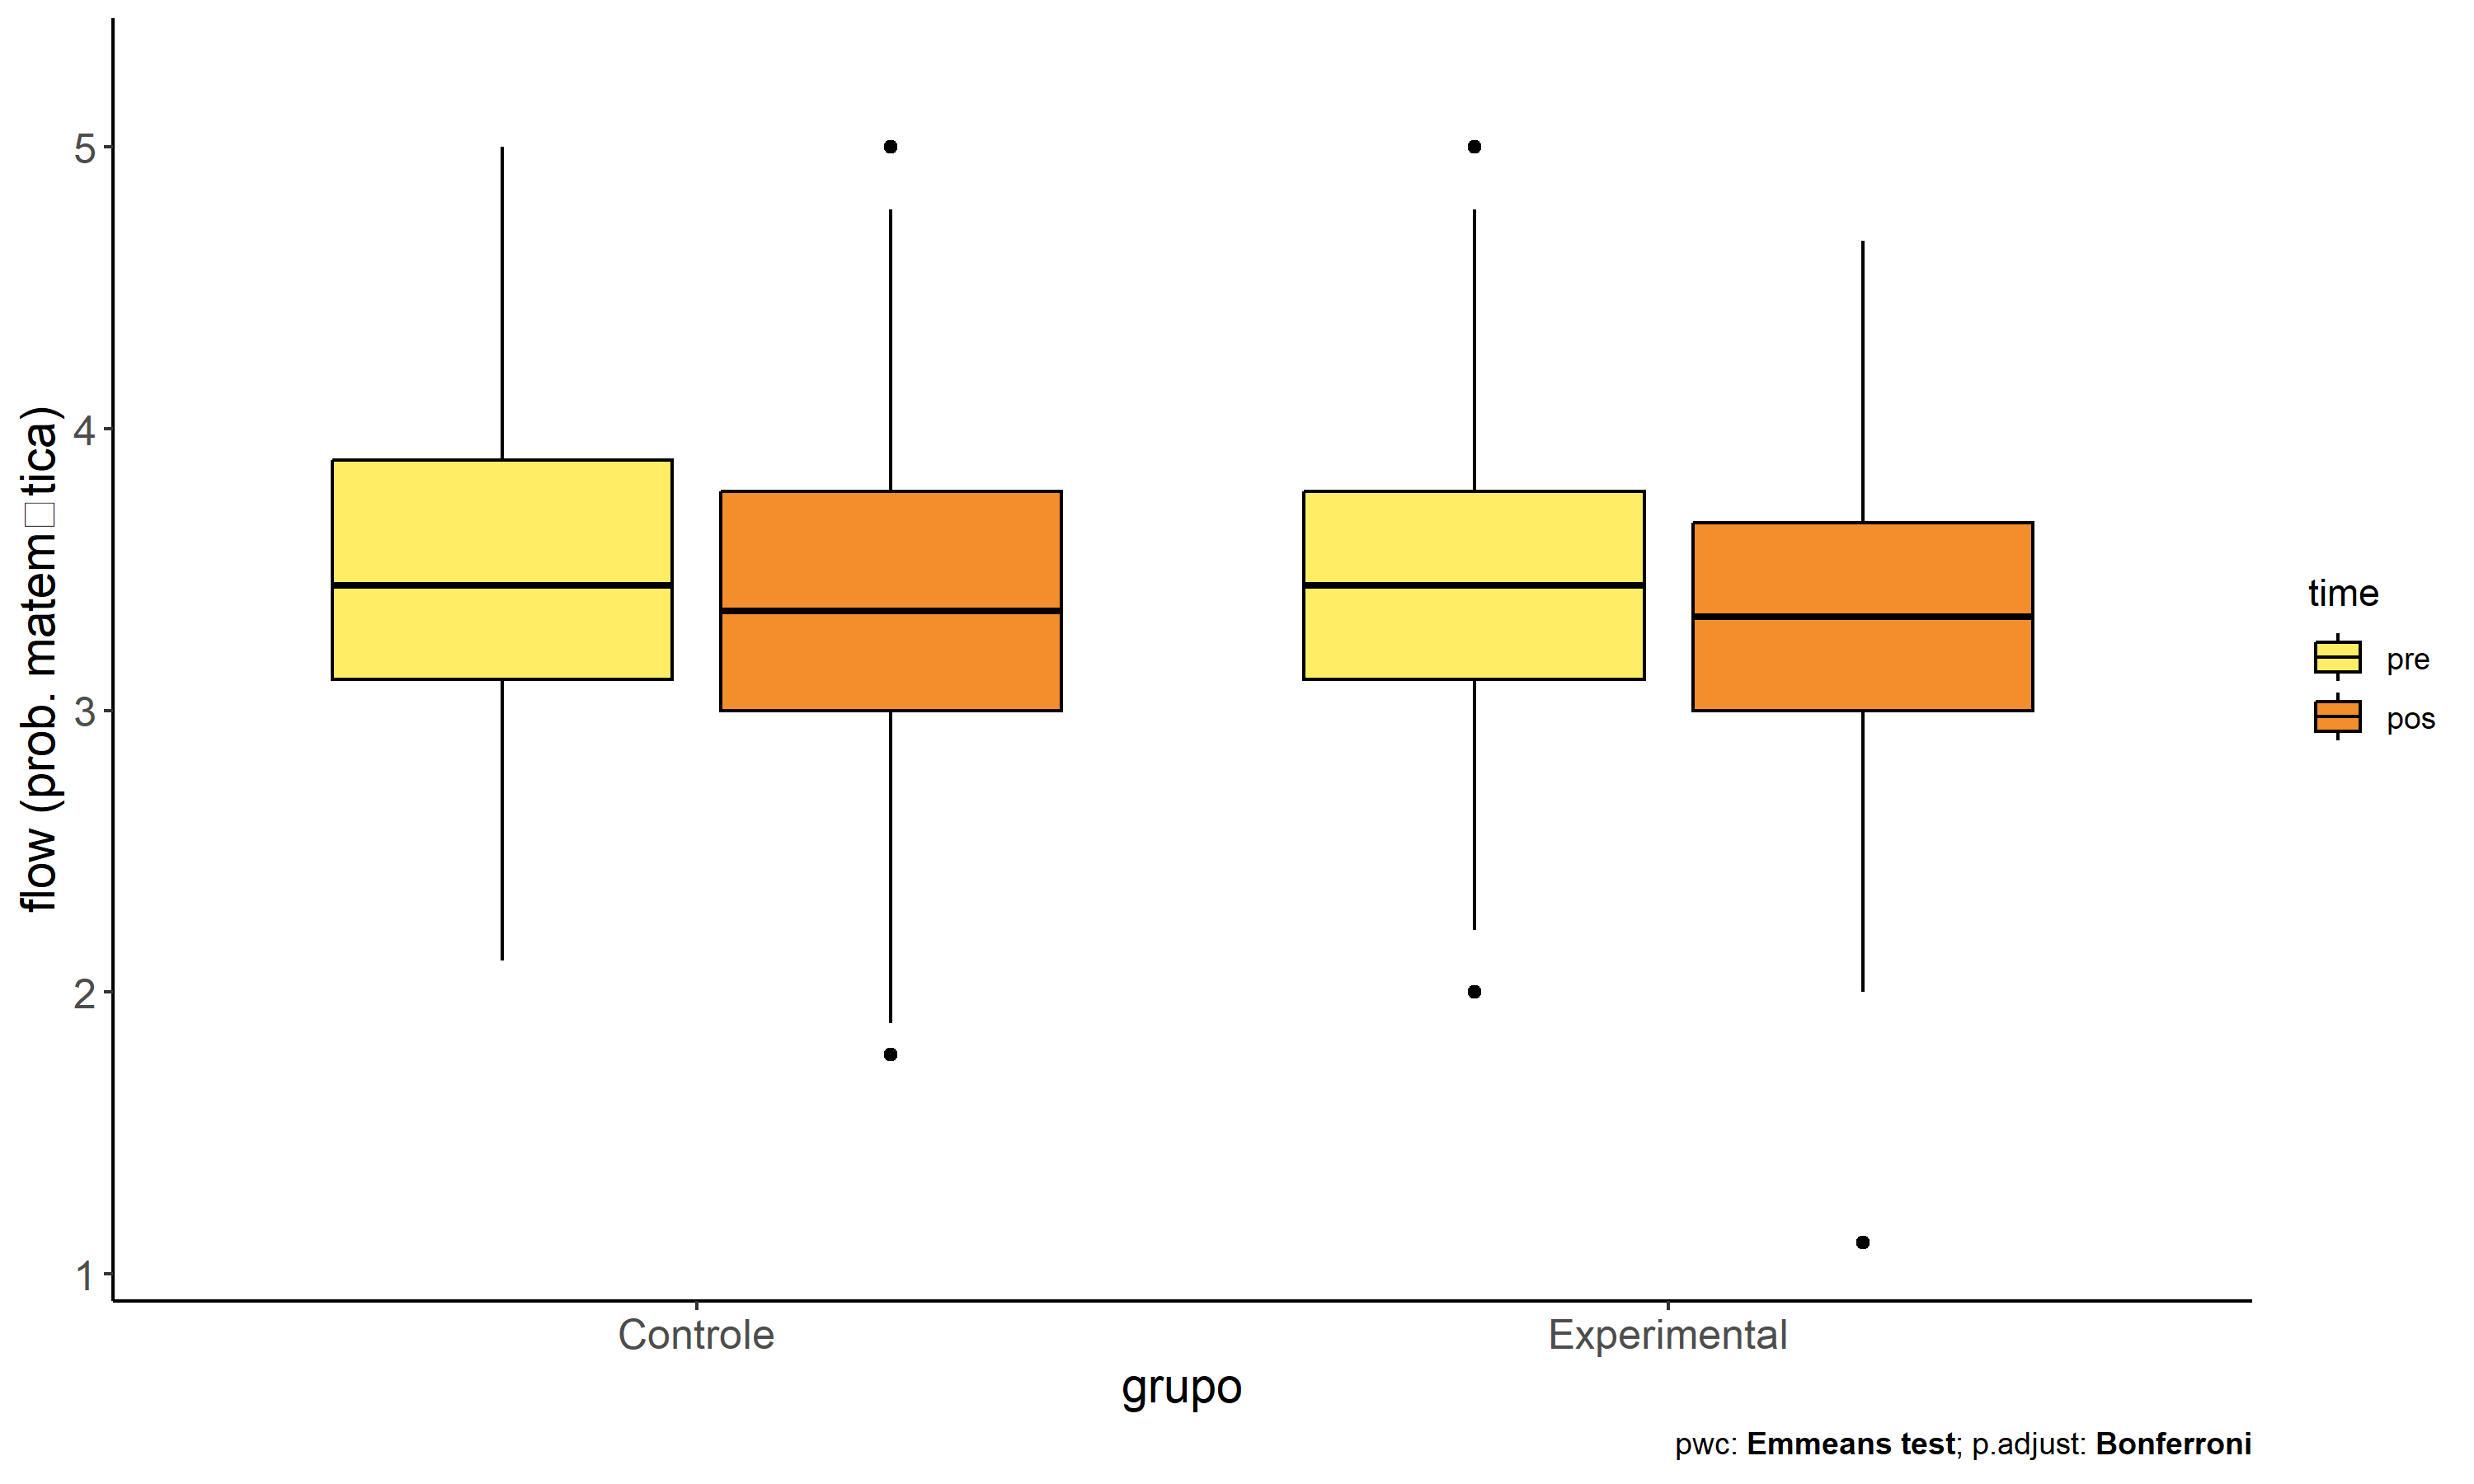 flow (prob. matem□tica)
5
4
3
2
1
Controle
Experimental
grupo
time
pre
pos
pwc: Emmeans test; p.adjust: Bonferroni